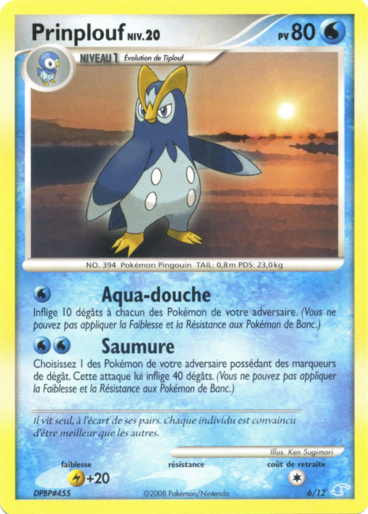 Prinplouf NIV.20
PV 80
NIVEAU 1 Évolution de Tiplouf
NO. 394 Pokémon Pingouin TAIL: 0,8m PDS: 23,0kg
Aqua-douche
Inflige 10 dégâts à chacun des Pokémon de votre adversaire. (Vous ne
pouvez pas appliquer la Faiblesse et la Résistance aux Pokémon de Banc.)
Saumure
Choisissez 1 des Pokémon de votre adversaire possédant des marqueurs
de dégât. Cette attaque lui inflige 40 dégâts. (Vous ne pouvez pas appliquer
la Faiblesse et la Résistance aux Pokémon de Banc.)
Il vit seul, à l'écart de ses pairs. Chaque individu est convaincu
d'être meilleur que les autres.
Illus. Ken Sugimori
faiblesse résistance coût de retraite
+20
DPBP#455 ©2008 Pokémon/Nintendo 6/12